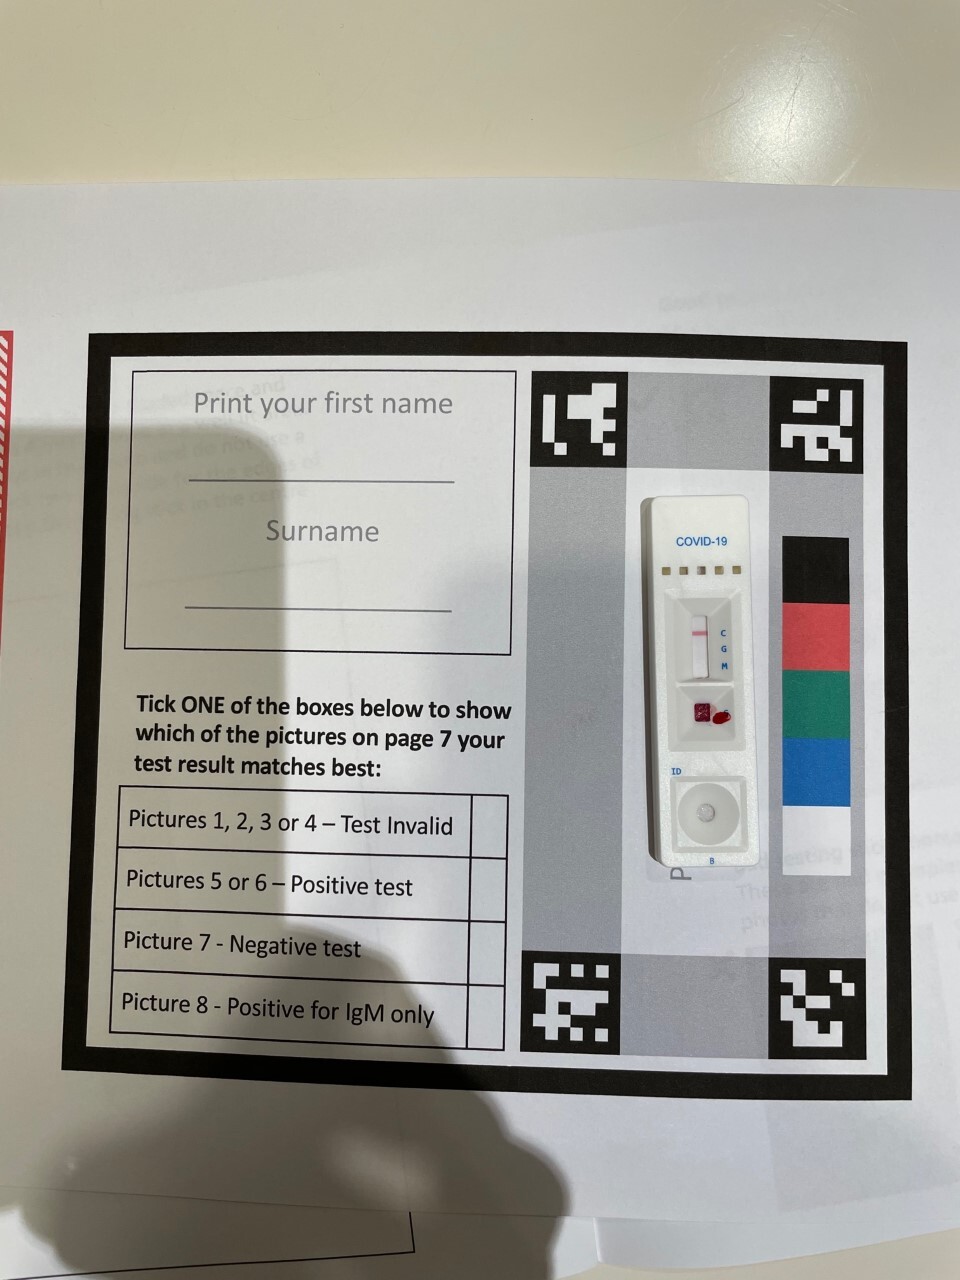 Print your first name
Surname
Tick ONE of the boxes below to show
which of the pictures on page 7 your
test result matches best:
Pictures 1, 2, 3 or 4 – Test Invalid
Pictures 5 or 6 – Positive test
Picture 7 - Negative test
Picture 8 - Positive for IgM only
COVID-19
C
G
M
S
ID
B
P